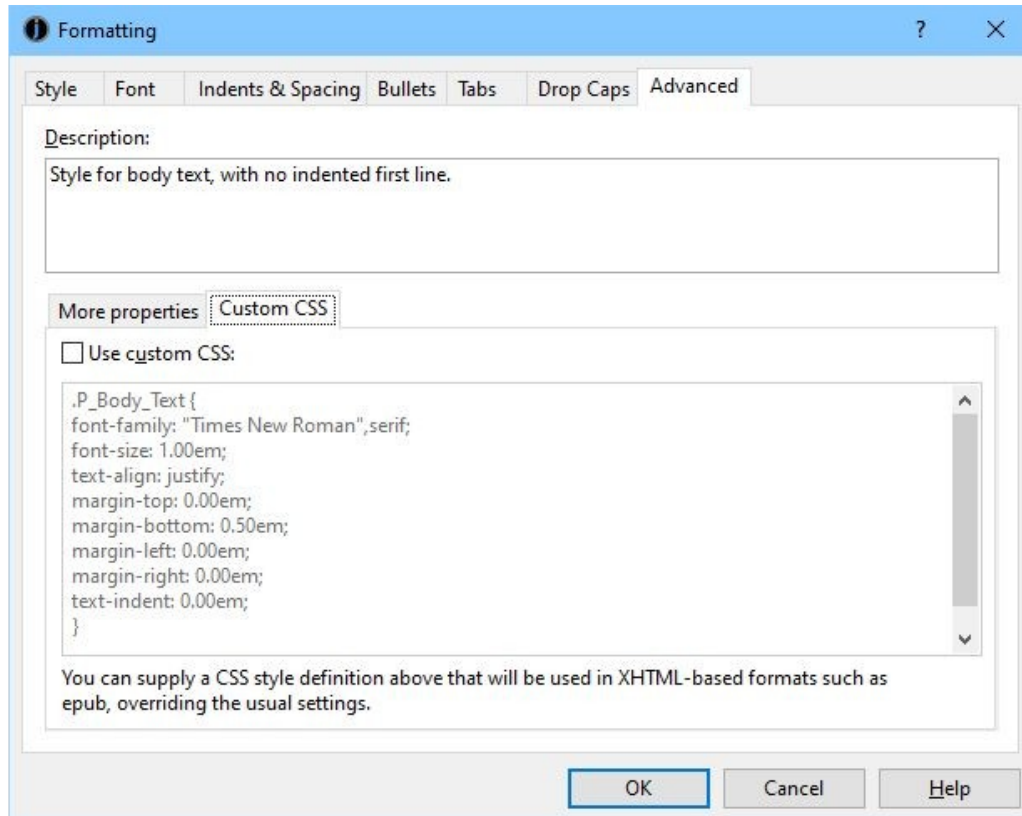 Formatting
?
Style Font Indents & Spacing Bullets Tabs Drop Caps Advanced
Description:
Style for body text, with no indented first line.
More properties Custom CSS
Use custom CSS:
.P_Body_Text {
font-family: "Times New Roman",serif;
font-size: 1.00em;
text-align: justify;
margin-top: 0.00em;
margin-bottom: 0.50em;
margin-left: 0.00em;
margin-right: 0.00em;
text-indent: 0.00em;
}
You can supply a CSS style definition above that will be used in XHTML-based formats such as
epub, overriding the usual settings.
OK Cancel Help